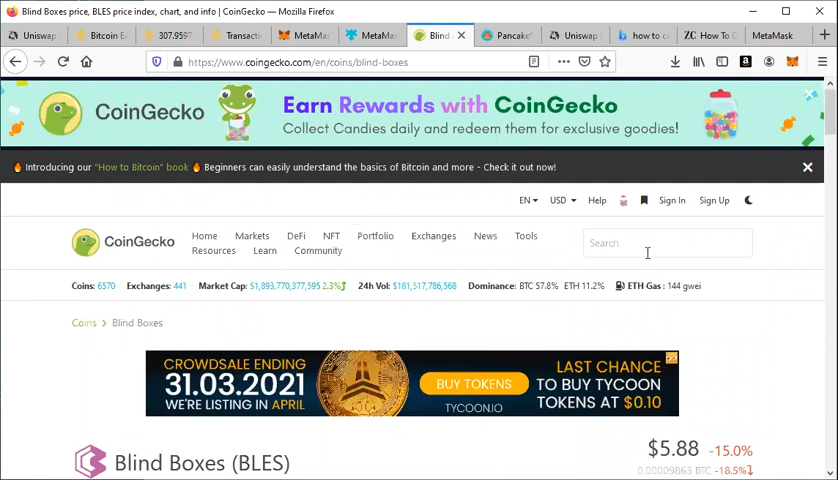 Blind Boxes price, BLES price index, chart, and info | CoinGecko — Mozilla Firefox
Uniswap
Bitcoin Ex
307.9597
Transactio
MetaMas
MetaMas
Blind
PancakeS
Uniswap
how to co
How To C
MetaMask
https://www.coingecko.com/en/coins/blind-boxes
CoinGecko
Earn Rewards with CoinGecko
Collect Candies daily and redeem them for exclusive goodies!
Introducing our "How to Bitcoin" book 🔥 Beginners can easily understand the basics of Bitcoin and more - Check it out now!
EN USD Help Sign In Sign Up
CoinGecko
Home Markets DeFi NFT Portfolio Exchanges News Tools
Resources Learn Community
Search
Coins: 6570 Exchanges: 441 Market Cap: $1,893,770,377,595 2.3% 24h Vol: $181,517,786,568 Dominance: BTC 57.8% ETH 11.2% ETH Gas : 144 gwei
Coins > Blind Boxes
CROWDSALE ENDING
31.03.2021
WE'RE LISTING IN APRIL
BUY TOKENS
TYCOON.IO
LAST CHANCE
TO BUY TYCOON
TOKENS AT $0.10
Blind Boxes (BLES)
$5.88 -15.0%
0.00009863 BTC -18.5%